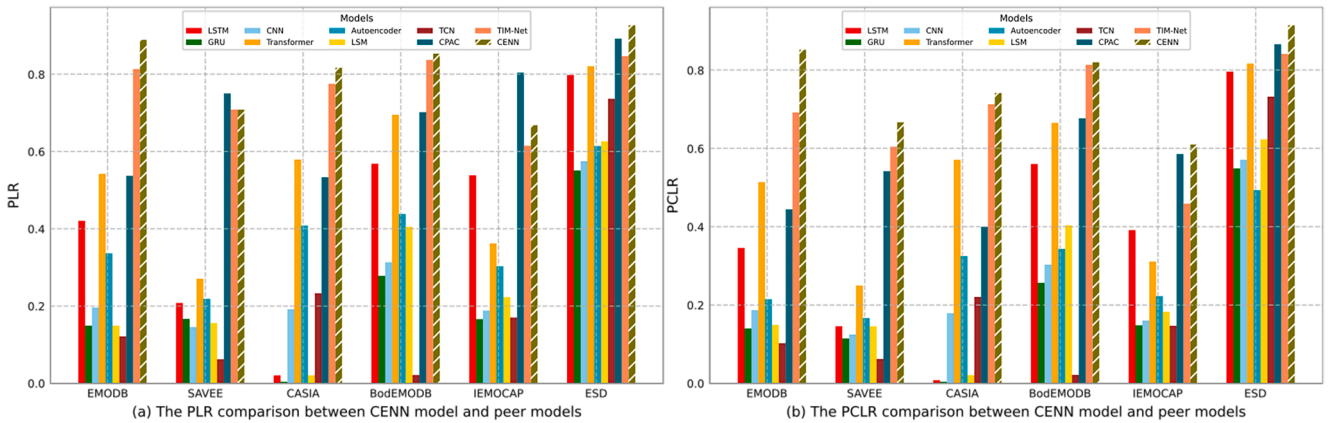 Models
LSTM CNN Autoencoder TCN TIM-Net
GRU Transformer LSM CPAC CENN
PLR
0.8
0.6
0.4
0.2
0.0
EMODB SAVEE CASIA BodEMODB IEMOCAP ESD
(a) The PLR comparison between CENN model and peer models
Models
LSTM CNN Autoencoder TCN TIM-Net
GRU Transformer LSM CPAC CENN
PCLR
0.8
0.6
0.4
0.2
0.0
EMODB SAVEE CASIA BodEMODB IEMOCAP ESD
(b) The PCLR comparison between CENN model and peer models